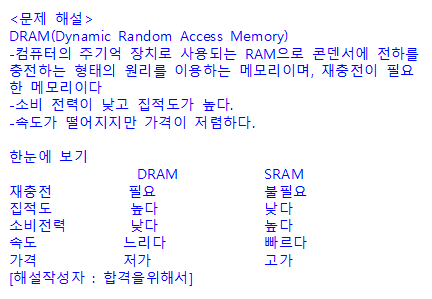 <문제 해설>
DRAM(Dynamic Random Access Memory)
-컴퓨터의 주기억 장치로 사용되는 RAM으로 콘덴서에 전하를
충전하는 형태의 원리를 이용하는 메모리이며, 재충전이 필요
한 메모리이다
-소비 전력이 낮고 집적도가 높다.
-속도가 떨어지지만 가격이 저렴하다.

한눈에 보기
DRAM SRAM
재충전 필요 불필요
집적도 높다 낮다
소비전력 낮다 높다
속도 느리다 빠르다
가격 저가 고가
[해설작성자 : 합격을위해서]